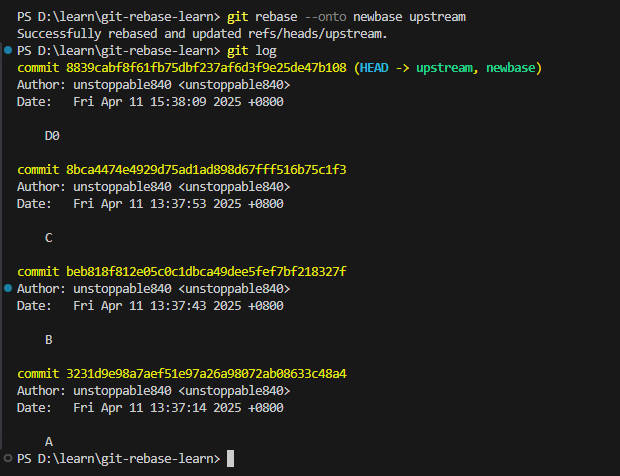 PS D:\learn\git-rebase-learn> git rebase --onto newbase upstream
Successfully rebased and updated refs/heads/upstream.
PS D:\learn\git-rebase-learn> git log
commit 8839cabf8f61fb75dbf237af6d3f9e25de47b108 (HEAD -> upstream, newbase)
Author: unstoppable840 <unstoppable840>
Date:   Fri Apr 11 15:38:09 2025 +0800
    D0
commit 8bca4474e4929d75ad1ad898d67fff516b75c1f3
Author: unstoppable840 <unstoppable840>
Date:   Fri Apr 11 13:37:53 2025 +0800
    C
commit beb818f812e05c0c1dbca49dee5fef7bf218327f
Author: unstoppable840 <unstoppable840>
Date:   Fri Apr 11 13:37:43 2025 +0800
    B
commit 3231d9e98a7aef51e97a26a98072ab08633c48a4
Author: unstoppable840 <unstoppable840>
Date:   Fri Apr 11 13:37:14 2025 +0800
    A
PS D:\learn\git-rebase-learn>